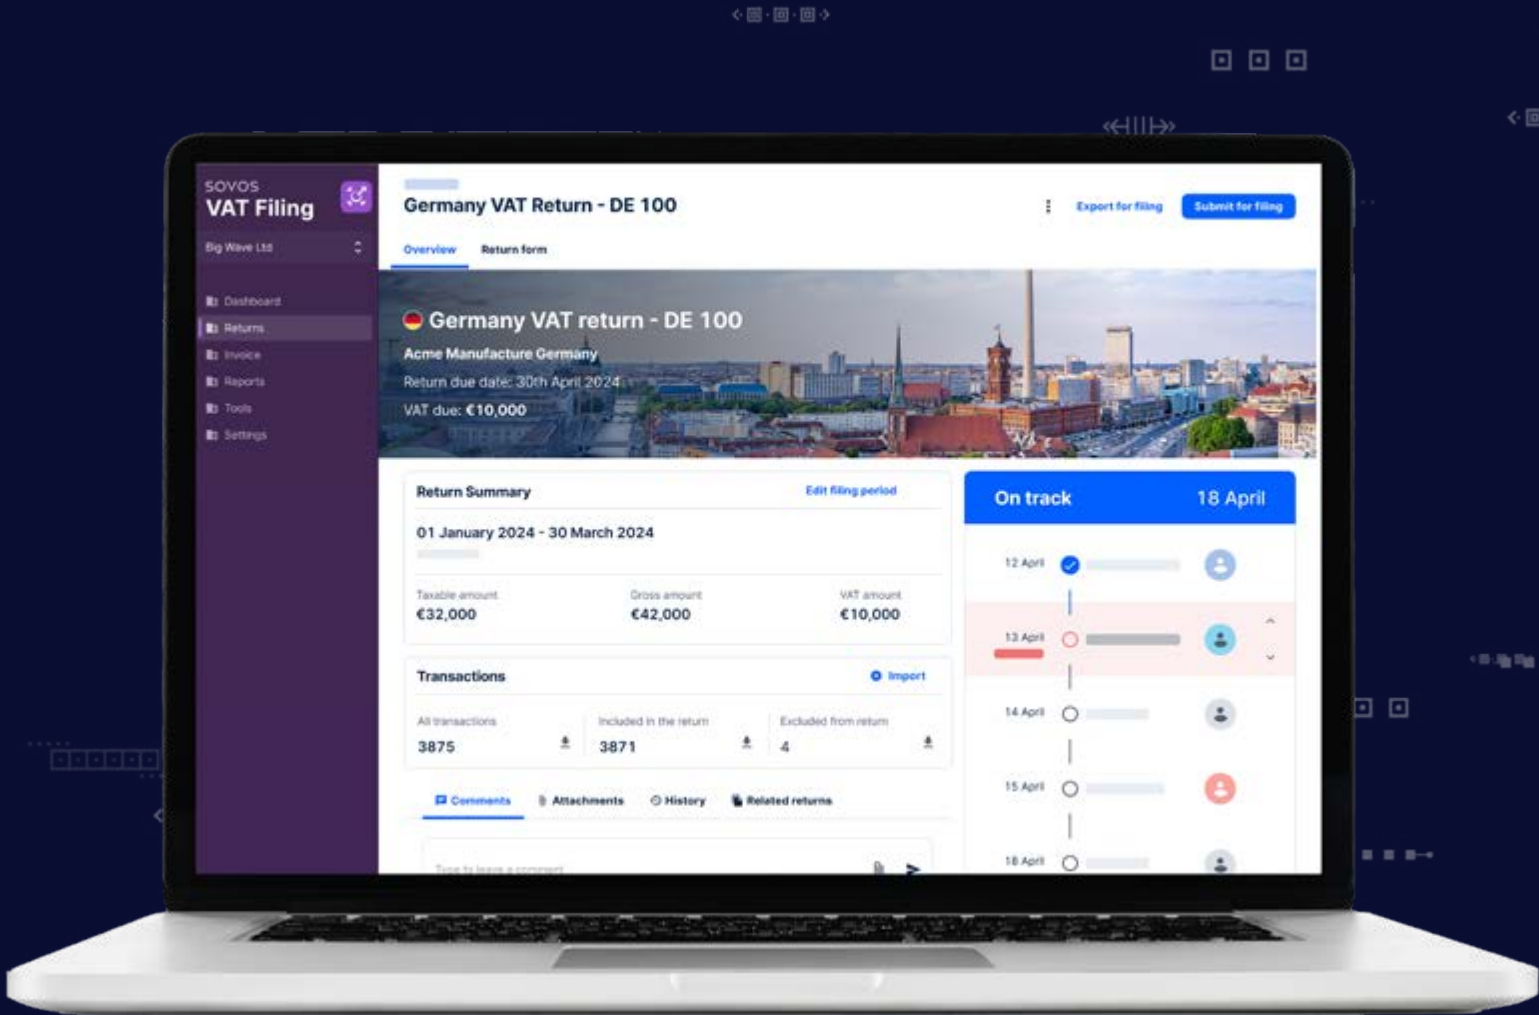 SOVOS
VAT Filing
Big Wave Ltd
Dashboard
Returns
Invoice
Reports
Tools
Settings
Germany VAT Return - DE 100
Export for filing
Submit for filing
Overview
Return form
Germany VAT return - DE 100
Acme Manufacture Germany
Return due date: 30th April 2024
VAT due: €10,000
Return Summary
Edit filing period
01 January 2024 - 30 March 2024
Taxable amount
Gross amount
VAT amount
€32,000
€42,000
€10,000
Transactions
Import
All transactions
Included in the return
Excluded from return
3875
3871
4
Comments
Attachments
History
Related returns
Type to leave a comment
On track
18 April
12 April
13 April
14 April
15 April
18 April